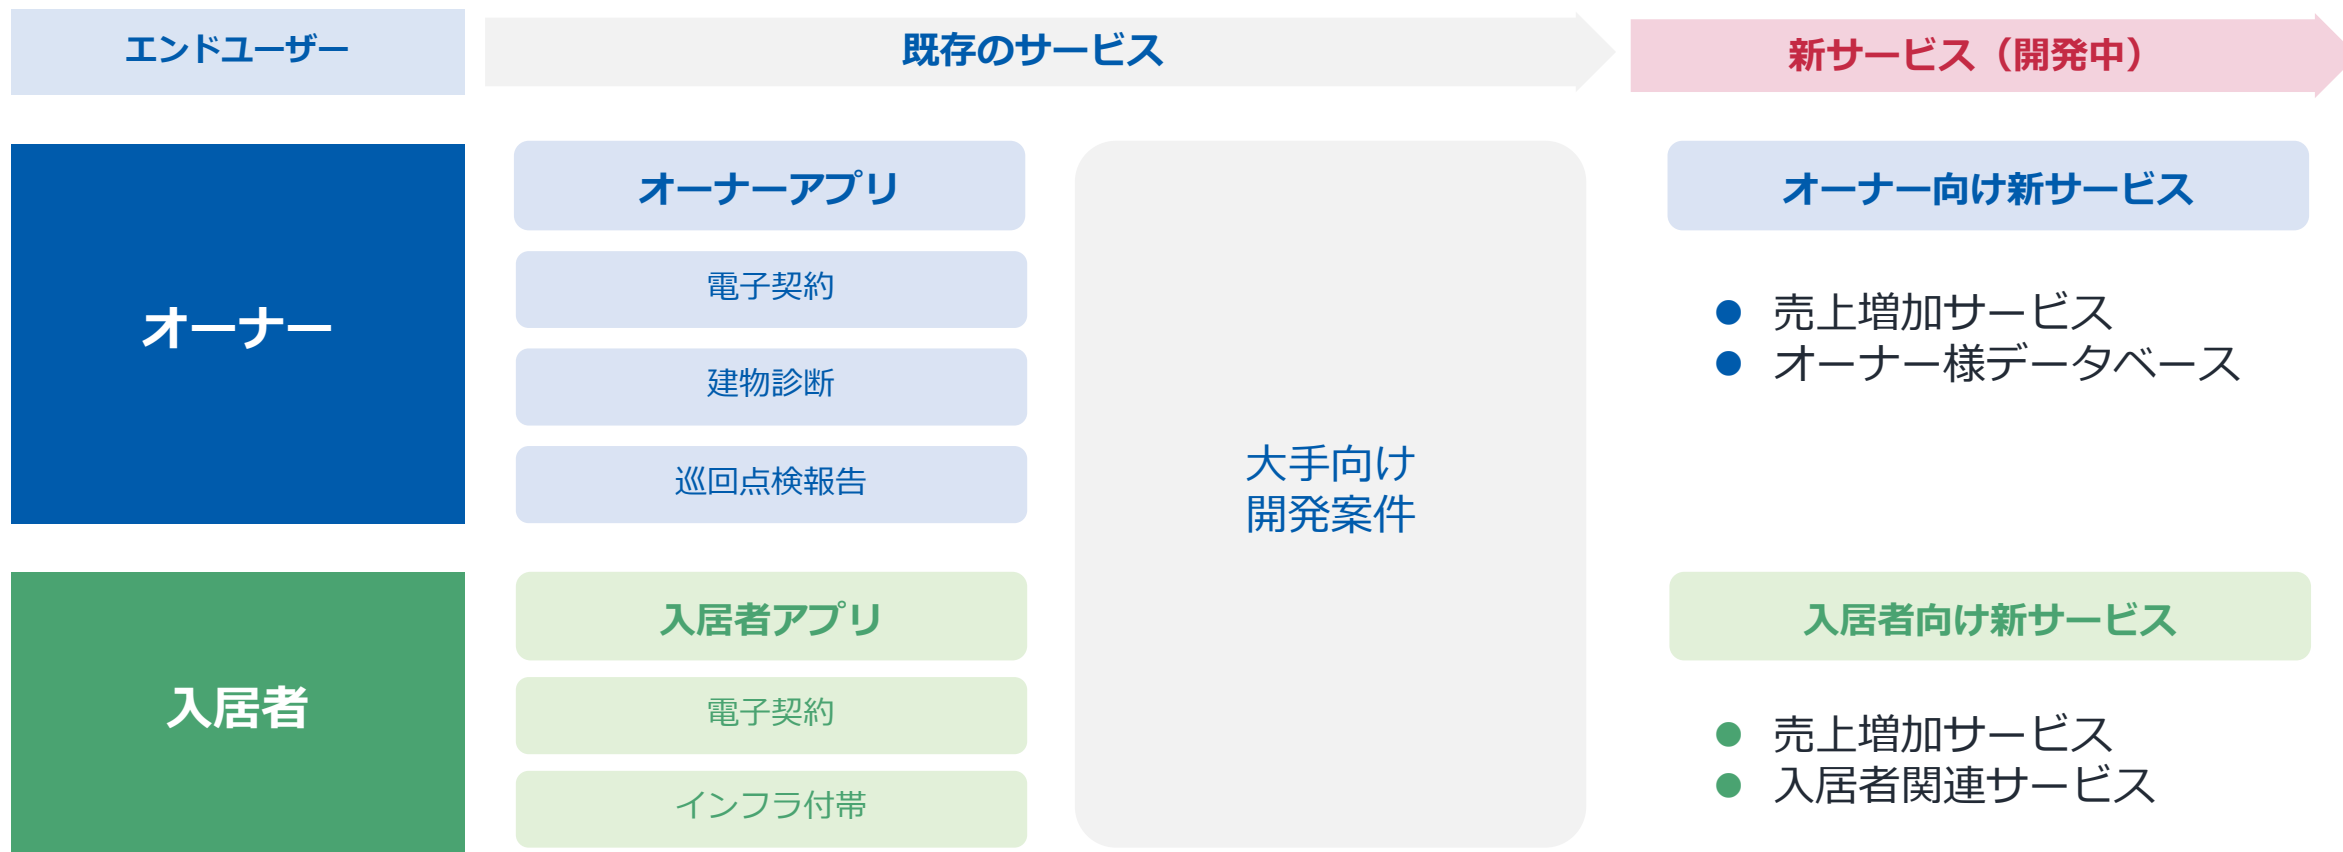 エンドユーザー
既存のサービス
新サービス（開発中）
オーナー
オーナーアプリ
電子契約
建物診断
巡回点検報告
大手向け
開発案件
オーナー向け新サービス
● 売上増加サービス
● オーナー様データベース
入居者
入居者アプリ
電子契約
インフラ付帯
入居者向け新サービス
● 売上増加サービス
● 入居者関連サービス